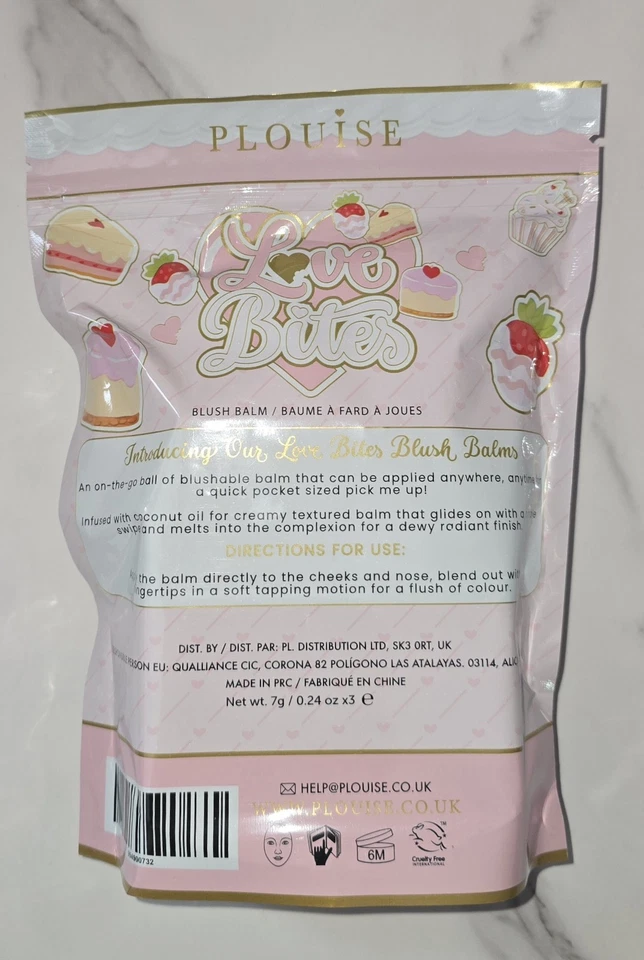 PLOUISE
Love
Bites
BLUSH BALM / BAUME À FARD À JOUES
Introducing Our Love Bites Blush Balms
An on-the-go ball of blushable balm that can be applied anywhere,
a quick pocket sized pick me up!
Infused with coconut oil for creamy textured balm that glides on with
swipe and melts into the complexion for a dewy radiant finish
DIRECTIONS FOR USE:
the balm directly to the cheeks and nose, blend out
in a soft tapping motion for a flush of colour.
DIST. BY / DIST. PAR: PL. DISTRIBUTION LTD, SK3 0RT, UK
PERSON EU: QUALLIANCE CIC, CORONA 82 POLÍGONO LAS ATALAYAS. 03114,
MADE IN PRC / FABRIQUÉ EN CHINE
Net wt. 7g / 0.24 oz x3 ℮
HELP@PLOUISE.CO.UK
WWW.PLOUISE.CO.UK
6M
Cruelty Free
INTERNATIONAL
TM